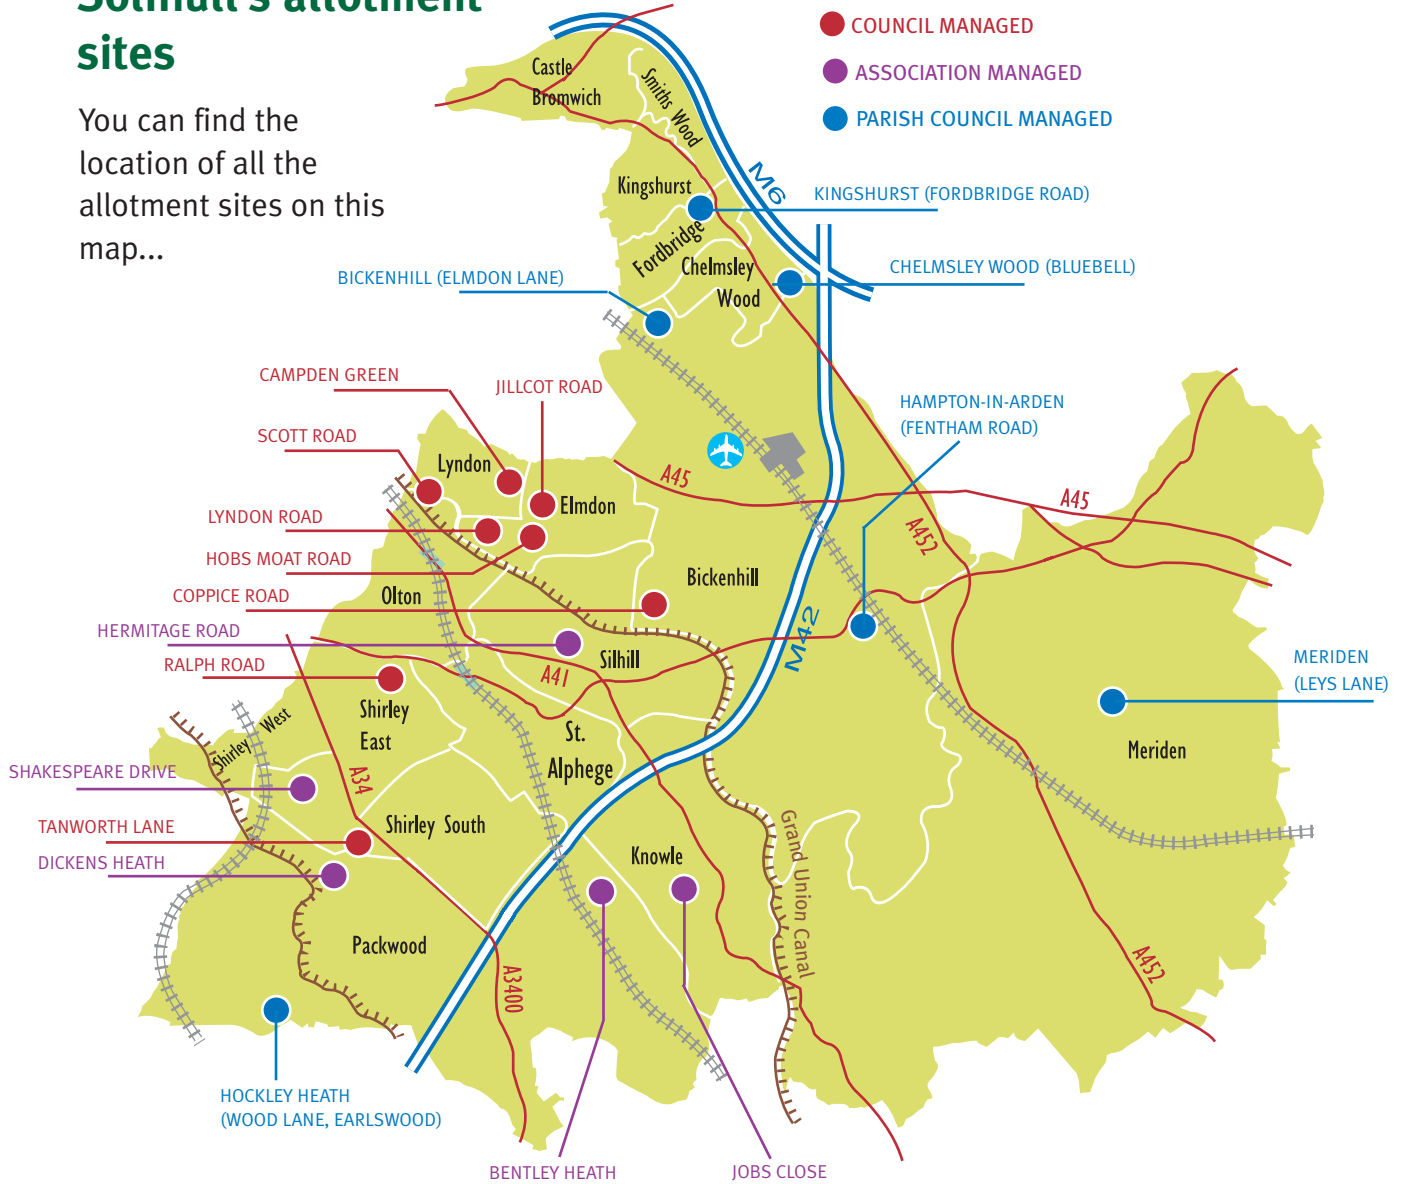 Solihull's allotment
sites
You can find the
location of all the
allotment sites on this
map...
COUNCIL MANAGED
ASSOCIATION MANAGED
PARISH COUNCIL MANAGED
Castle
Bromwich
Smiths Wood
M6
Kingshurst
KINGSHURST (FORDBRIDGE ROAD)
Fordbridge
Chelmsley
Wood
CHELMSLEY WOOD (BLUEBELL)
BICKENHILL (ELMDON LANE)
CAMPDEN GREEN
JILLCOT ROAD
HAMPTON-IN-ARDEN
(FENTHAM ROAD)
SCOTT ROAD
Lyndon
A45
A45
Elmdon
LYNDON ROAD
A452
HOBS MOAT ROAD
Bickenhill
COPPICE ROAD
Olton
HERMITAGE ROAD
M42
RALPH ROAD
Silhill
A41
MERIDEN
(LEYS LANE)
Shirley
East
Shirley West
St.
Alphege
Meriden
SHAKESPEARE DRIVE
A34
TANWORTH LANE
Shirley South
DICKENS HEATH
Knowle
Grand Union Canal
Packwood
A3400
A452
HOCKLEY HEATH
(WOOD LANE, EARLSWOOD)
BENTLEY HEATH
JOBS CLOSE